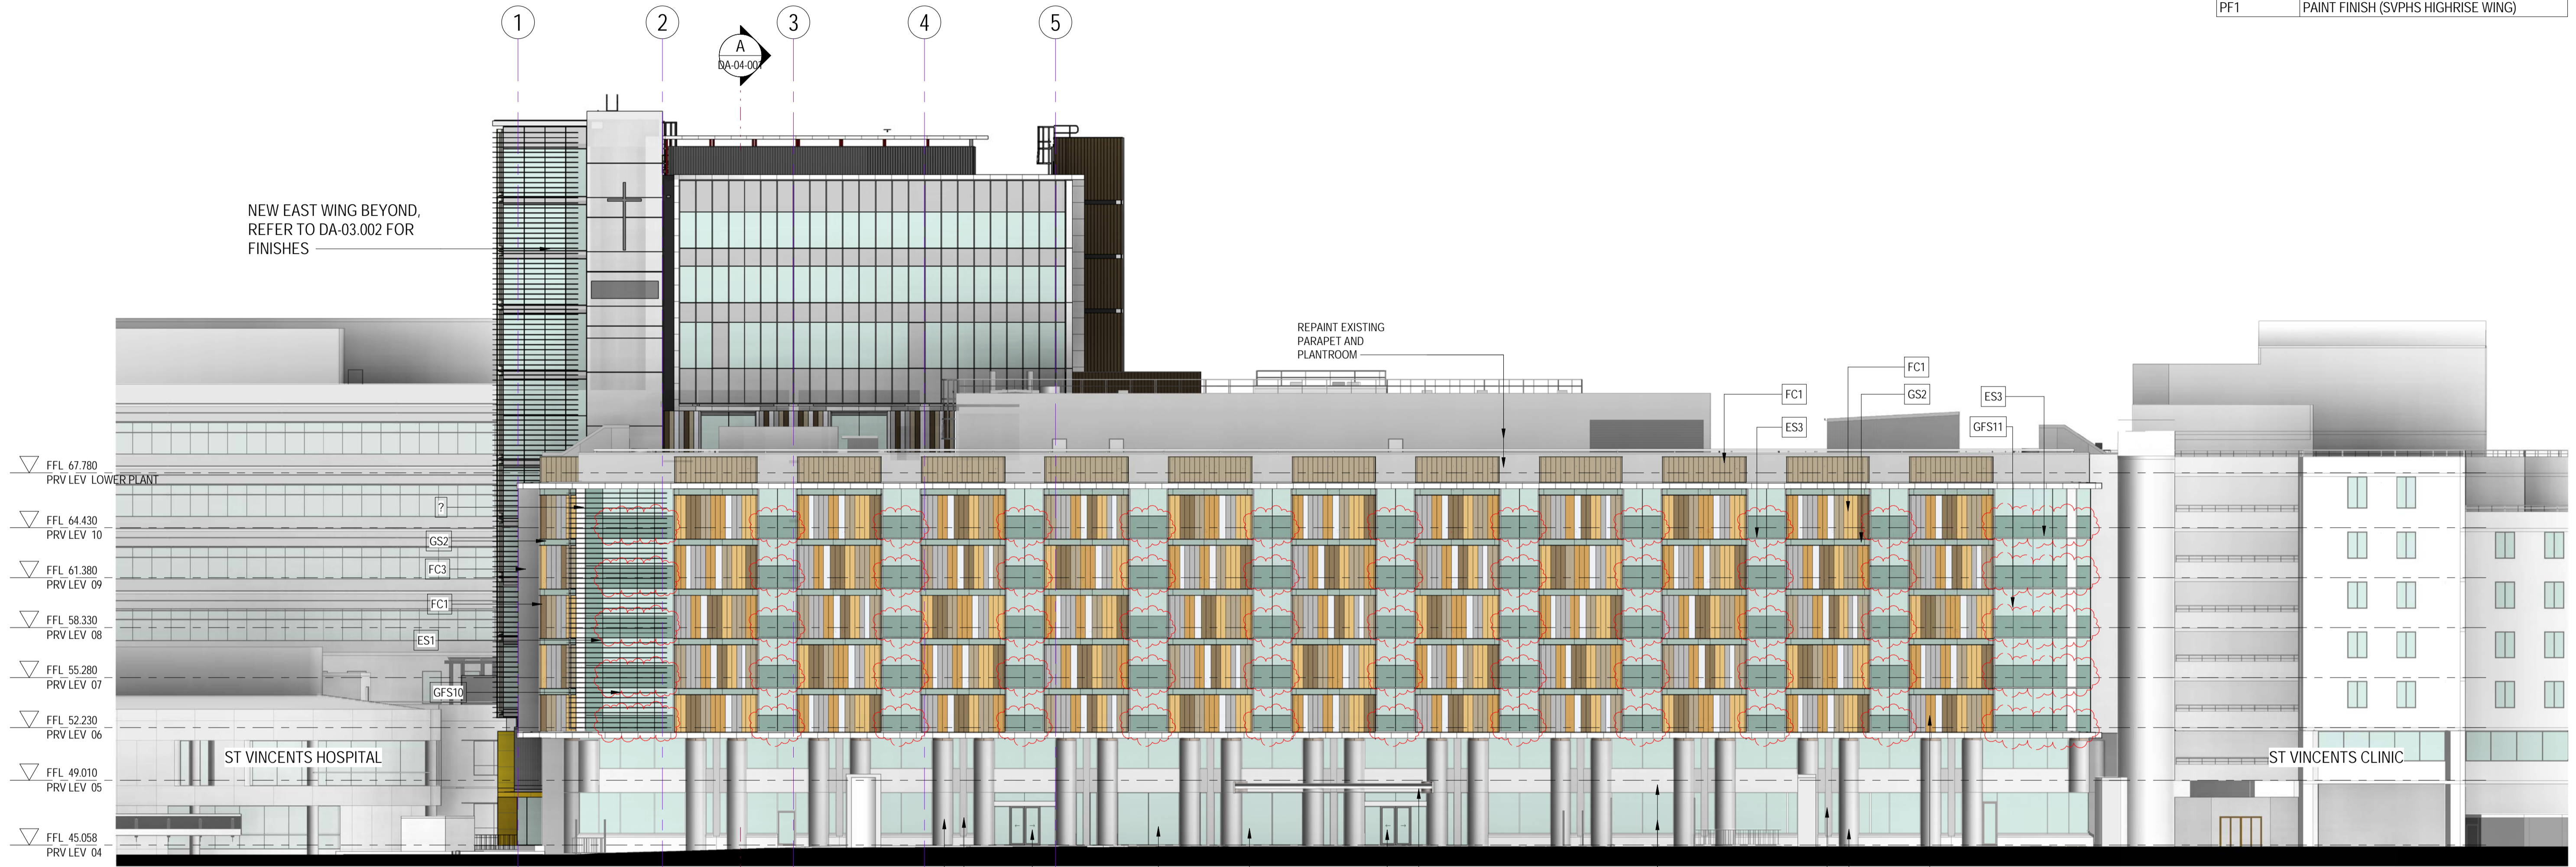 PF1 PAINT FINISH (SVPHS HIGHRISE WING)
1 2 3 4 5
A
DA-04-001
NEW EAST WING BEYOND,
REFER TO DA-03.002 FOR
FINISHES
REPAINT EXISTING
PARAPET AND
PLANTROOM
FC1
FC1
GS2
ES3
ES3
GFS11
FFL 67.780
PRV LEV LOWER PLANT
?
FFL 64.430
PRV LEV 10
GS2
FC3
FFL 61.380
PRV LEV 09
FC1
FFL 58.330
PRV LEV 08
ES1
FFL 55.280
PRV LEV 07
GFS10
FFL 52.230
PRV LEV 06
ST VINCENTS HOSPITAL
ST VINCENTS CLINIC
FFL 49.010
PRV LEV 05
FFL 45.058
PRV LEV 04